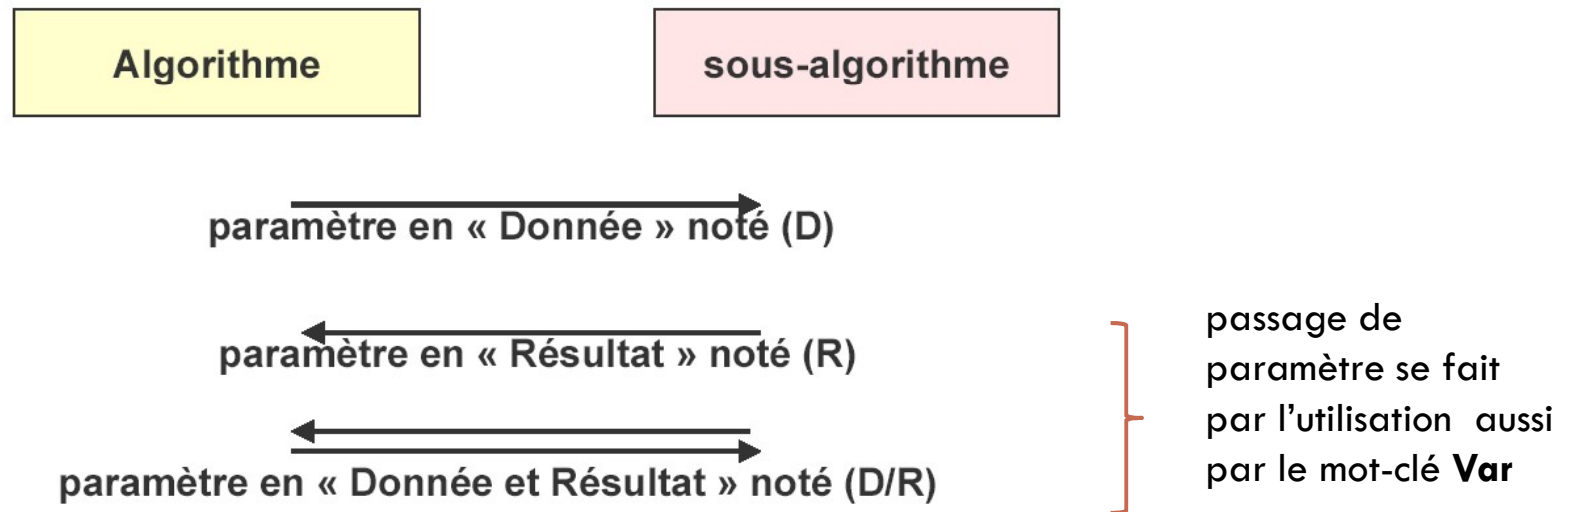 Algorithme
sous-algorithme
paramètre en « Donnée » noté (D)
paramètre en « Résultat » noté (R)
paramètre en « Donnée et Résultat » noté (D/R)
passage de
paramètre se fait
par l’utilisation aussi
par le mot-clé Var